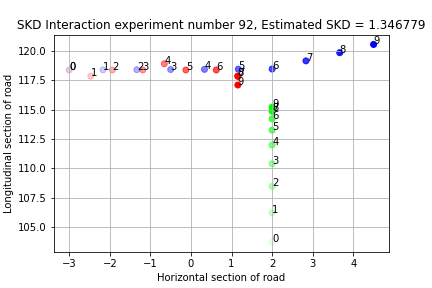 SKD Interaction experiment number 92, Estimated SKD = 1.346779
Longitudinal section of road
120.0
117.5
115.0
112.5
110.0
107.5
105.0
0 1 1 2 23 4 3 5 4 6 5 9 6 7 8 9
9 6 5 4 3 2 1 0
−3 −2 −1 0 1 2 3 4
Horizontal section of road